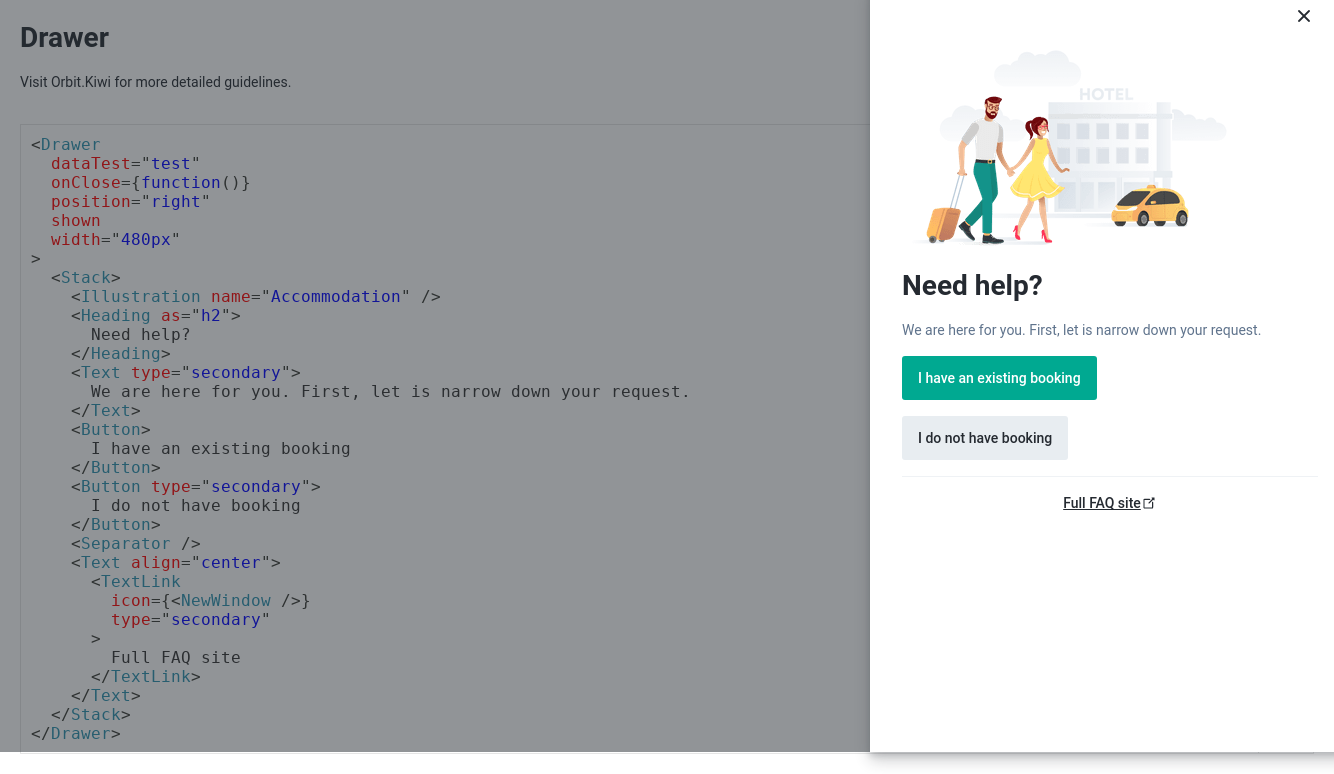 Drawer
Visit Orbit.Kiwi for more detailed guidelines.
<Drawer
dataTest="test"
onClose={function()}
position="right"
shown
width="480px"
>
<Stack>
<Illustration name="Accommodation" />
<Heading as="h2">
Need help?
</Heading>
<Text type="secondary">
We are here for you. First, let is narrow down your request.
</Text>
<Button>
I have an existing booking
</Button>
<Button type="secondary">
I do not have booking
</Button>
<Separator />
<Text align="center">
<TextLink
icon={<NewWindow />}
type="secondary"
>
Full FAQ site
</TextLink>
</Text>
</Stack>
</Drawer>
HOTEL
Need help?
We are here for you. First, let is narrow down your request.
I have an existing booking
I do not have booking
Full FAQ site